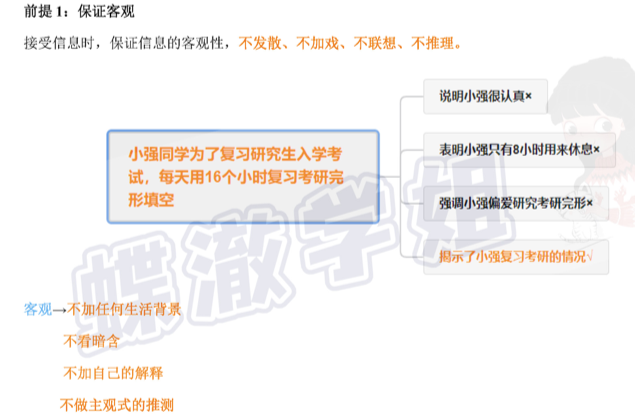 前提 1：保证客观
接受信息时，保证信息的客观性，不发散、不加戏、不联想、不推理。
小强同学为了复习研究生入学考
试，每天用16个小时复习考研完
形填空
说明小强很认真×
表明小强只有8小时用来休息×
强调小强偏爱研究考研完形×
揭示了小强复习考研的情况√
蝶澈学姐
客观→不加任何生活背景
不看暗含
不加自己的解释
不做主观式的推测